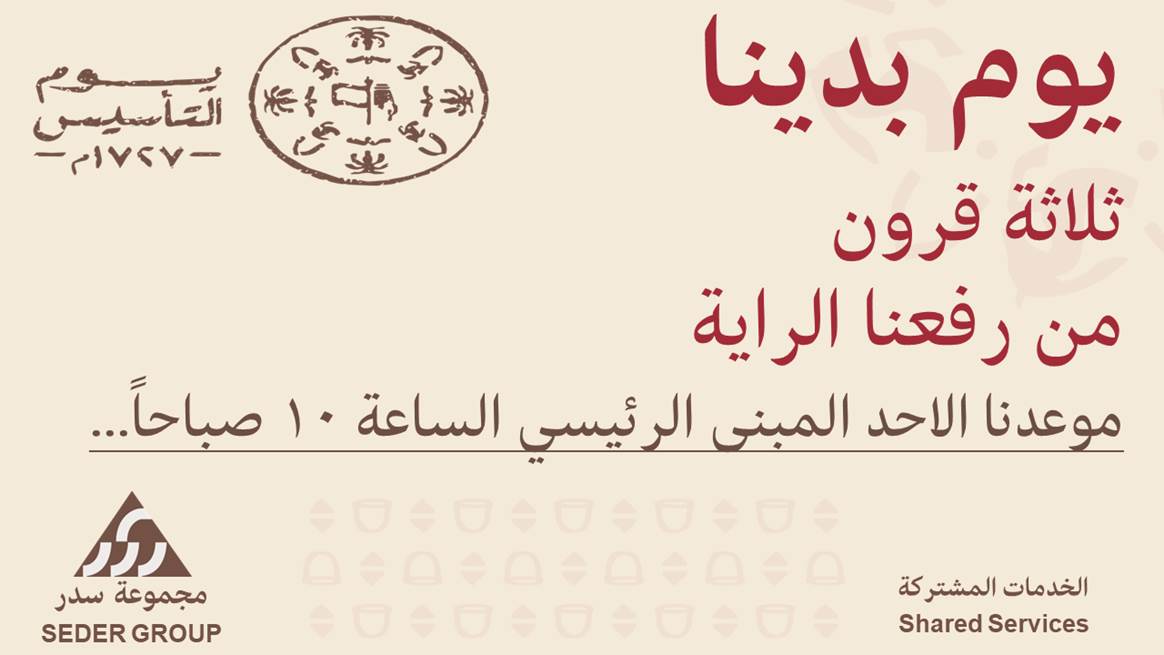 يوم بدينا
ثلاثة قرون
من رفعنا الراية
موعدنا الاحد المبنى الرئيسي الساعة ١٠ صباحاً...
يوم
التأسيس
١٧٢٧م
مجموعة سدر
SEDER GROUP
الخدمات المشتركة
Shared Services